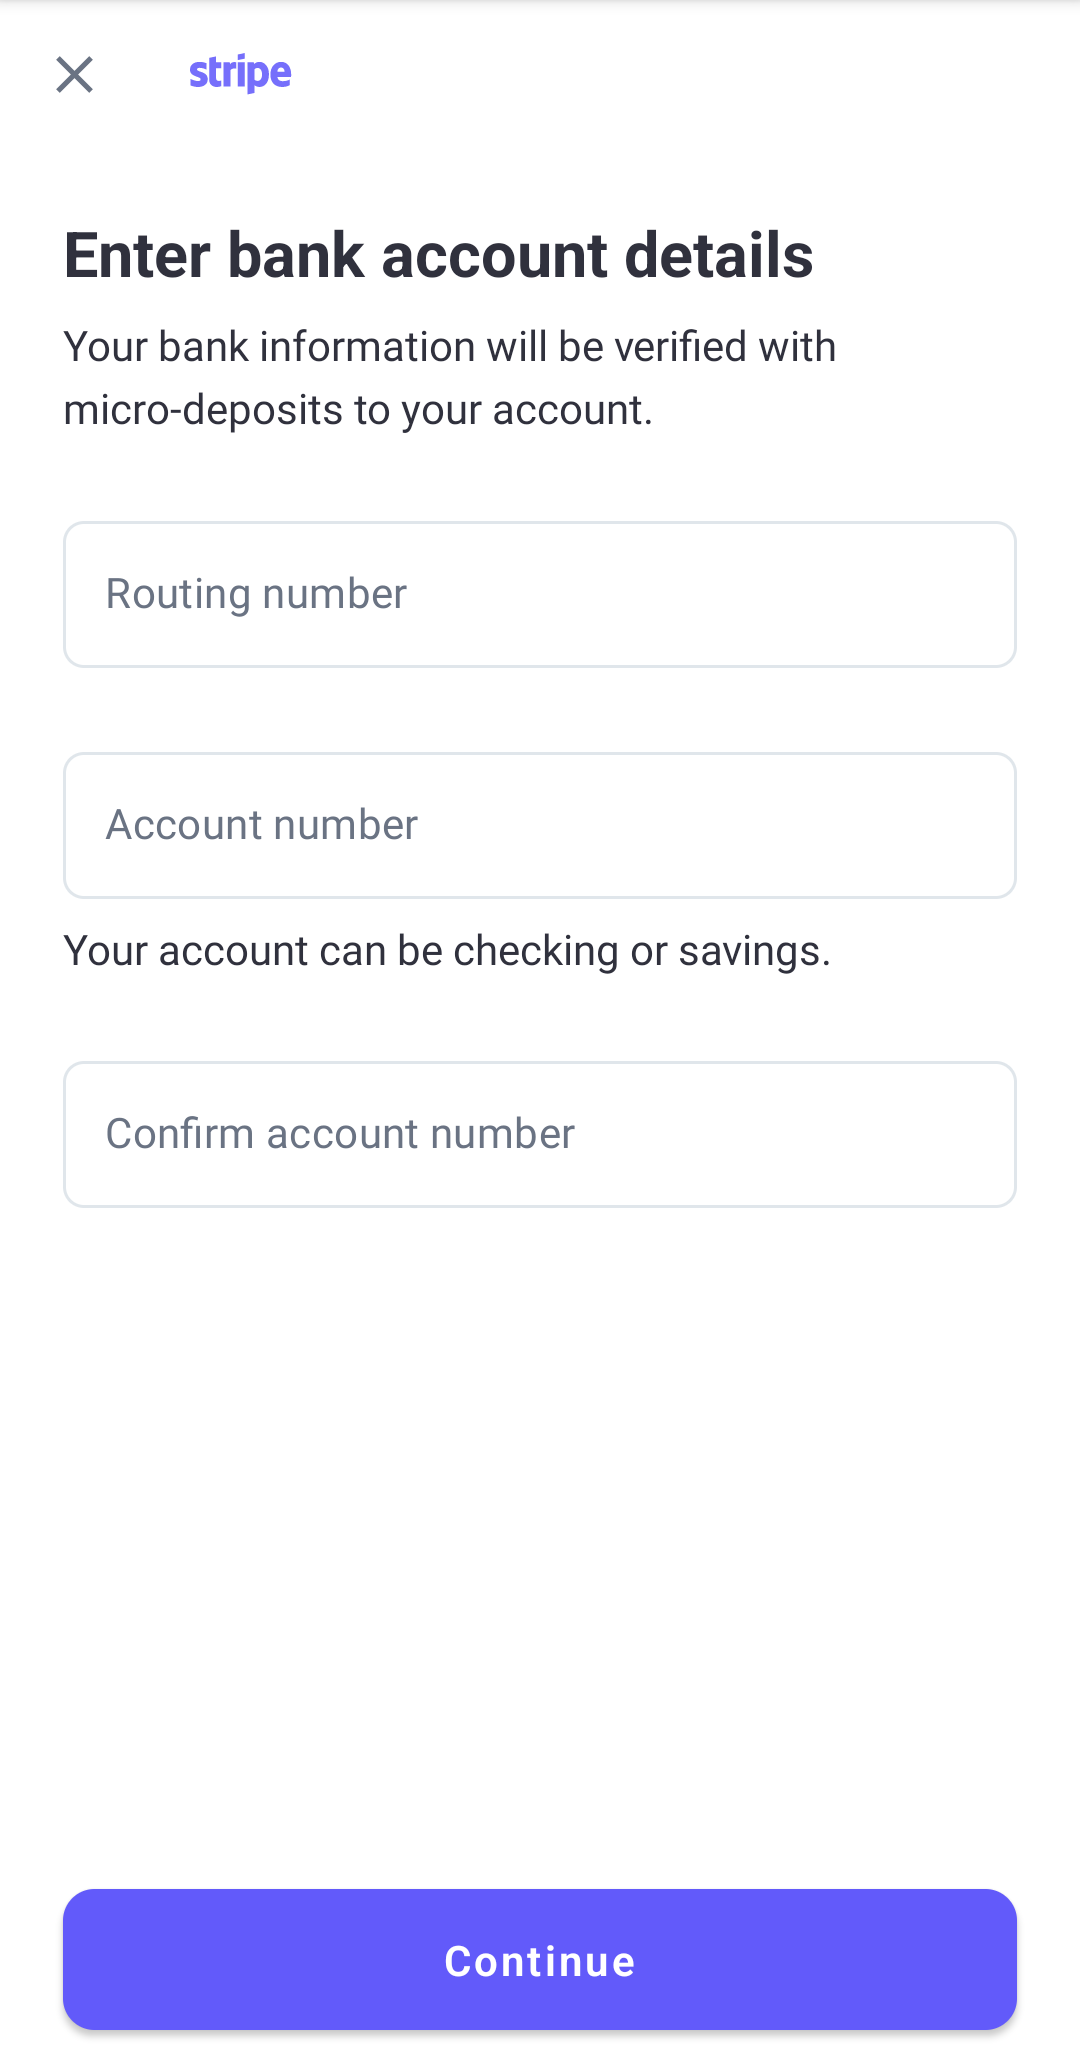 stripe
Enter bank account details
Your bank information will be verified with
micro-deposits to your account.
Routing number
Account number
Your account can be checking or savings.
Confirm account number
Continue